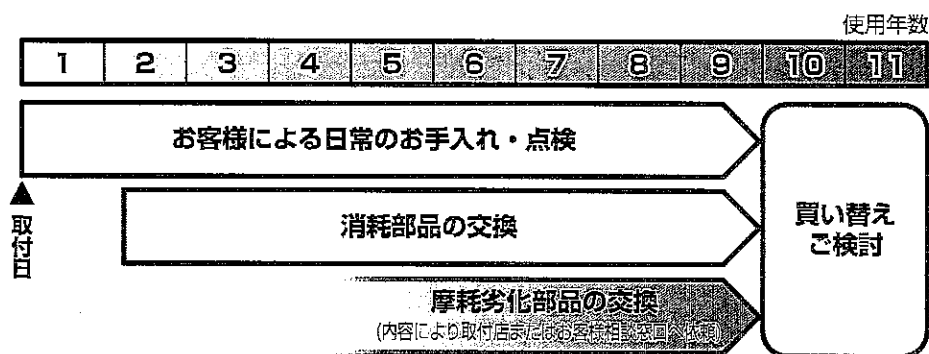 使用年数
1 2 3 4 5 6 7 8 9 10 11
お客様による日常のお手入れ・点検
取付日
消耗部品の交換
買い替え
ご検討
摩耗劣化部品の交換
(内容により取付店またはお客様相談窓口へ依頼)